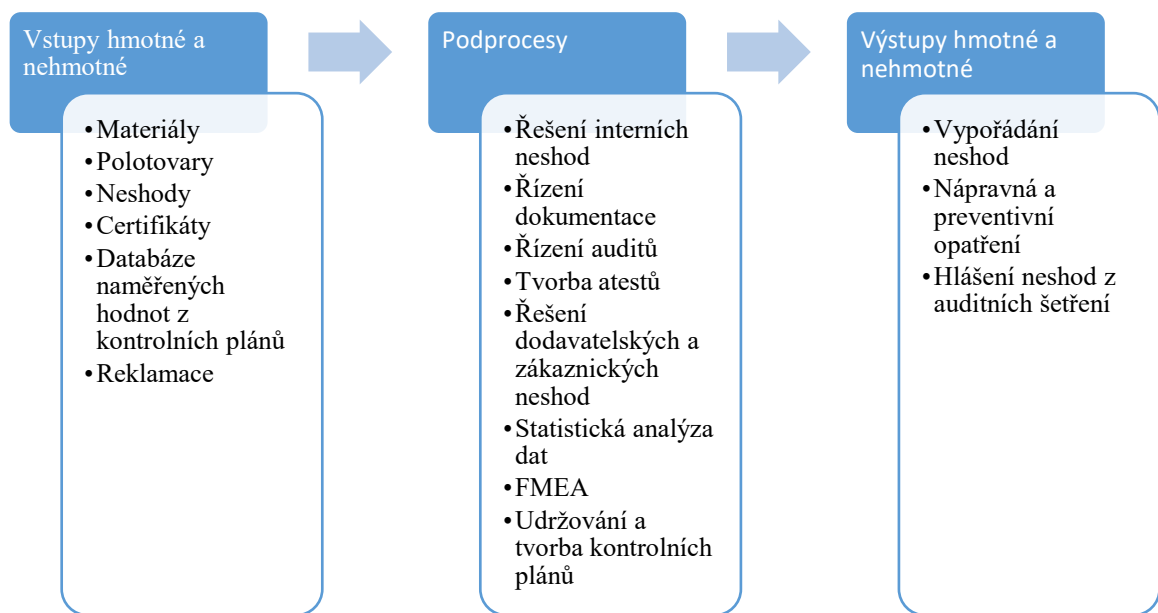 Vstupy hmotné a
nehmotné
•Materiály
•Polotovary
•Neshody
•Certifikáty
•Databáze
naměřených
hodnot z
kontrolních plánů
•Reklamace
Podprocesy
•Řešení interních
neshod
•Řízení
dokumentace
•Řízení auditů
•Tvorba atestů
•Řešení
dodavatelských a
zákaznických
neshod
•Statistická analýza
dat
•FMEA
•Udržování a
tvorba kontrolních
plánů
Výstupy hmotné a
nehmotné
•Vypořádání
neshod
•Nápravná a
preventivní
opatření
•Hlášení neshod z
auditních šetření